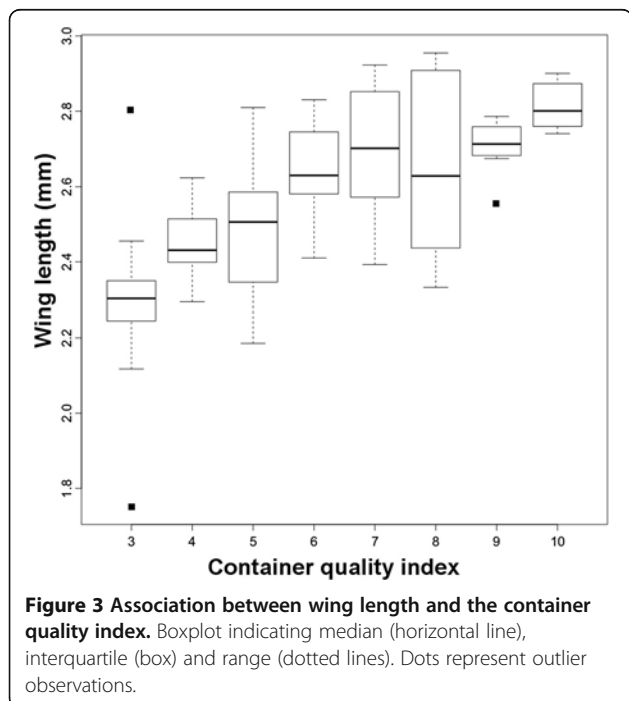 3.0
2.8
2.6
2.4
2.2
2.0
1.8
Wing length (mm)
3 4 5 6 7 8 9 10
Container quality index
Figure 3 Association between wing length and the container
quality index. Boxplot indicating median (horizontal line),
interquartile (box) and range (dotted lines). Dots represent outlier
observations.